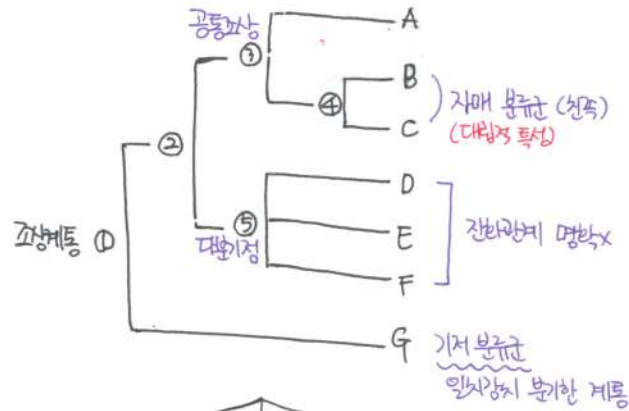 공통조상
A
③
B
④
자매 분류군 (친족)
(대립적 특성)
C
②
D
⑤
다분기점
E
진화관계 명확x
조상계통 ①
F
G
기저 분류군
일찌감치 분기한 계통